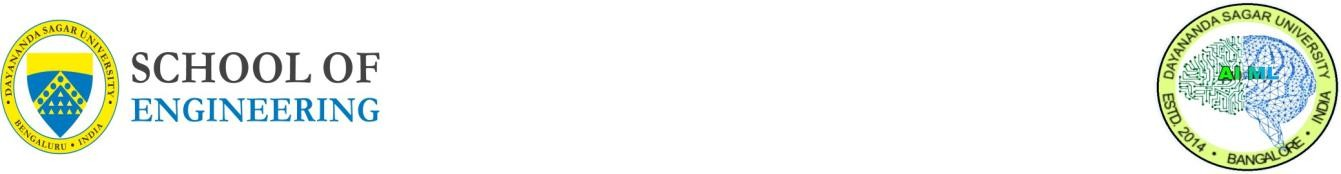 • DAYANANDA SAGAR UNIVERSITY •
BENGALURU • INDIA
SCHOOL OF
ENGINEERING
DAYANANDA SAGAR UNIVERSITY
AI-ML
ESTD. 2014 • BANGALORE • INDIA